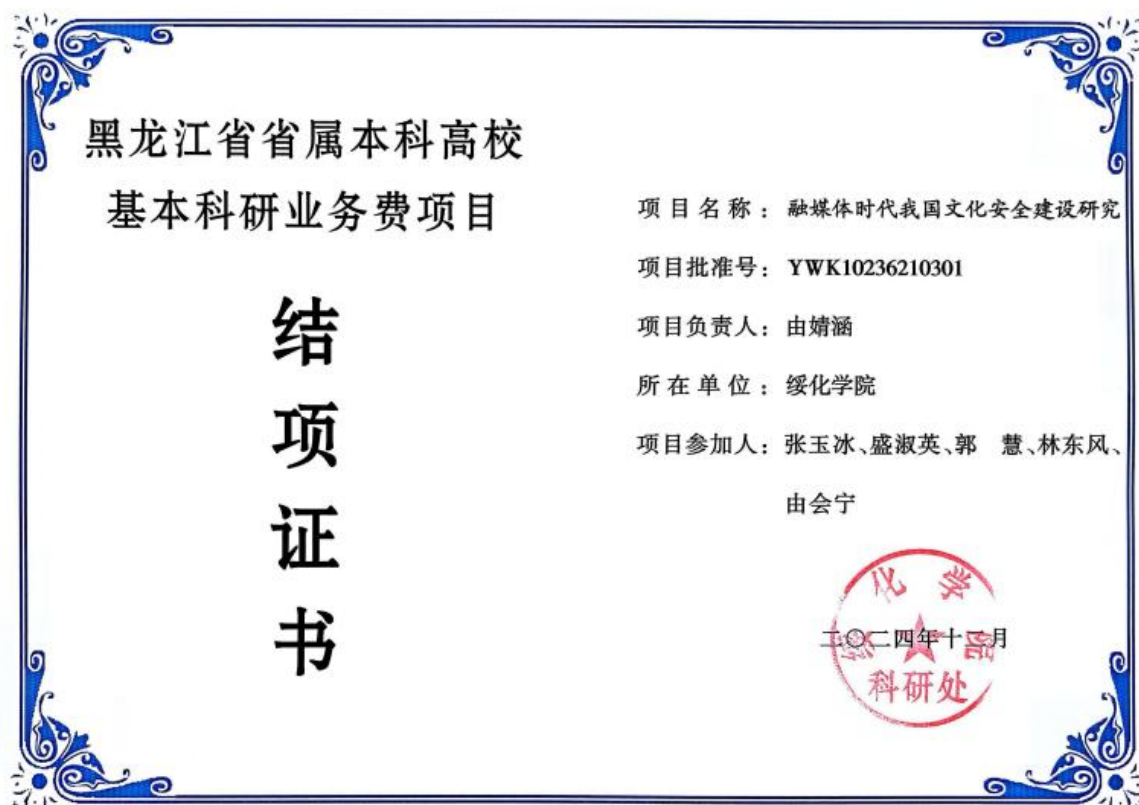 黑龙江省省属本科高校
基本科研业务费项目
结
项
证
书
项目名称：融媒体时代我国文化安全建设研究
项目批准号：YWK10236210301
项目负责人：由婧涵
所在单位：绥化学院
项目参加人：张玉冰、盛淑英、郭　慧、林东风、
由会宁
二〇二四年十二月
绥化学院
科研处